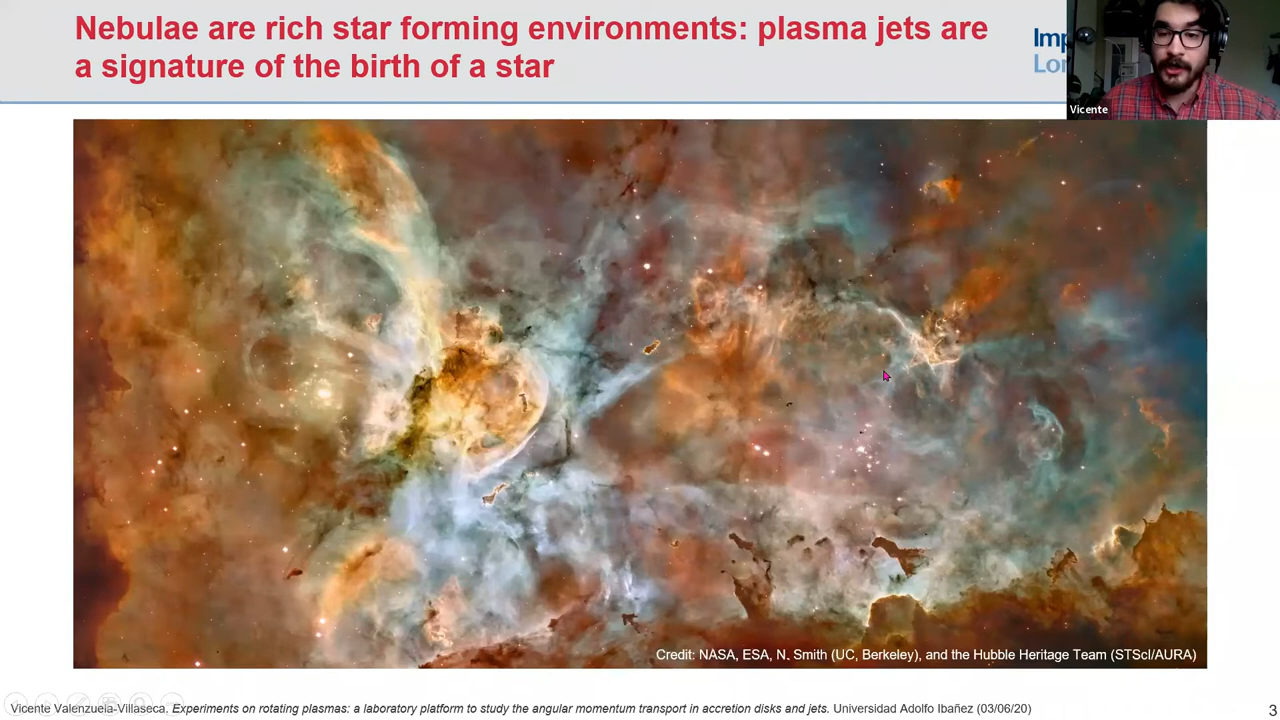 Nebulae are rich star forming environments: plasma jets are
a signature of the birth of a star
Vicente
Credit: NASA, ESA, N. Smith (UC, Berkeley), and the Hubble Heritage Team (STScI/AURA)
Vicente Valenzuela-Villaseca. Experiments on rotating plasmas: a laboratory platform to study the angular momentum transport in accretion disks and jets. Universidad Adolfo Ibañez (03/06/20)
3